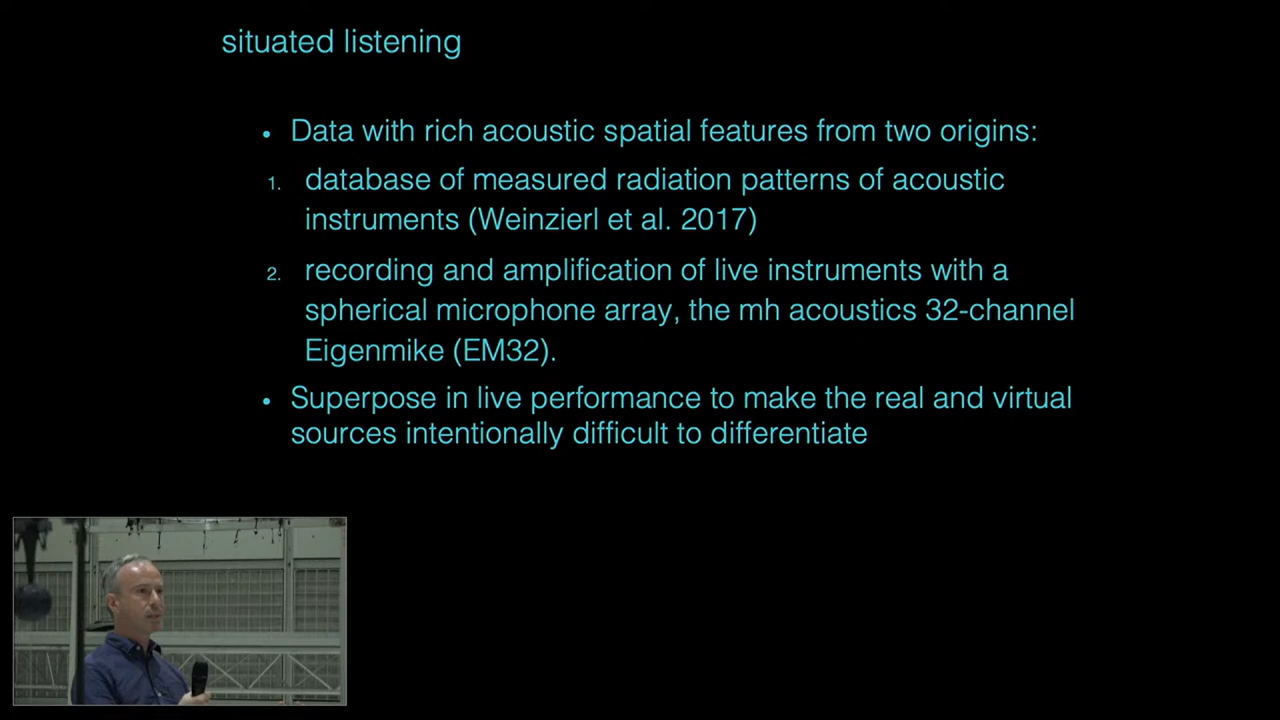 situated listening
• Data with rich acoustic spatial features from two origins:
1. database of measured radiation patterns of acoustic
instruments (Weinzierl et al. 2017)
2. recording and amplification of live instruments with a
spherical microphone array, the mh acoustics 32-channel
Eigenmike (EM32).
• Superpose in live performance to make the real and virtual
sources intentionally difficult to differentiate